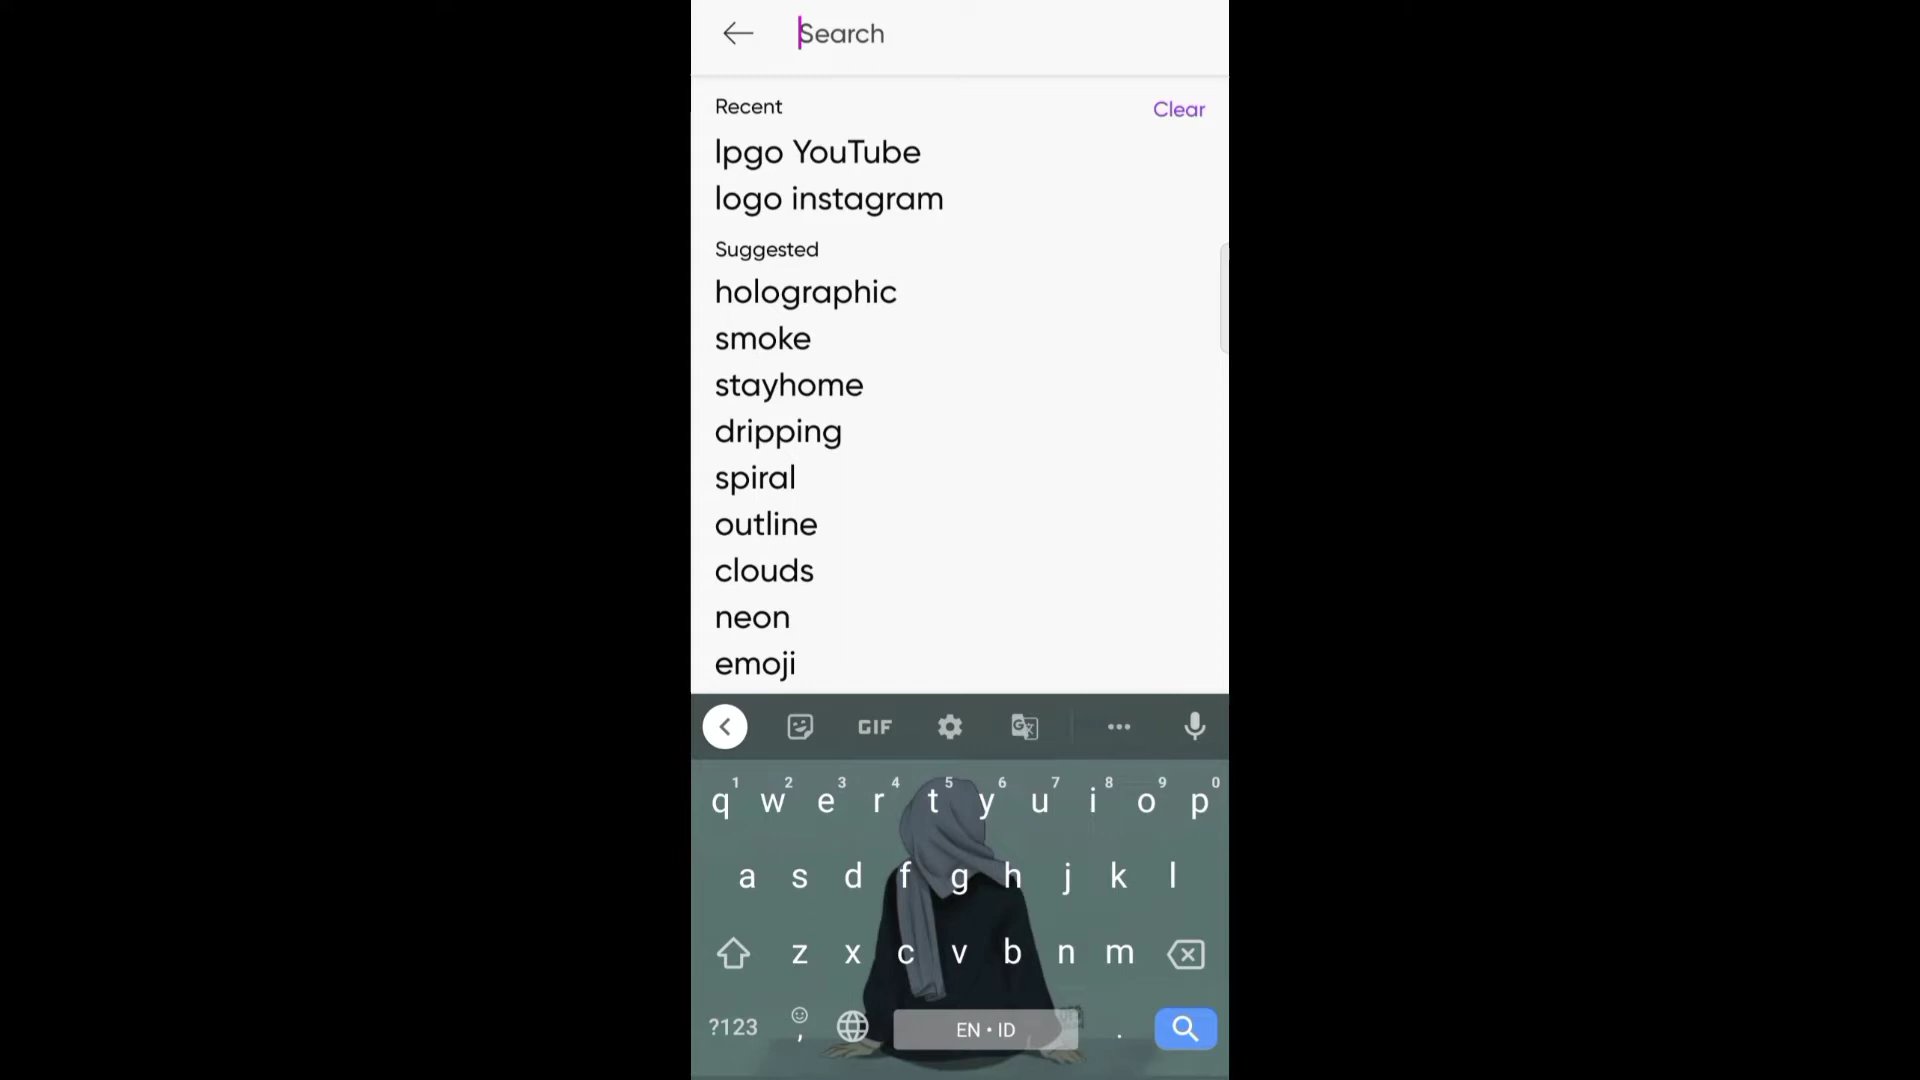 Search
Recent
Clear
lpgo YouTube
logo instagram
Suggested
holographic
smoke
stayhome
dripping
spiral
outline
clouds
neon
emoji
GIF
1 2 3 4 5 6 7 8 9 0
q w e r t y u i o p
a s d f g h j k l
z x c v b n m
?123 , EN • ID .